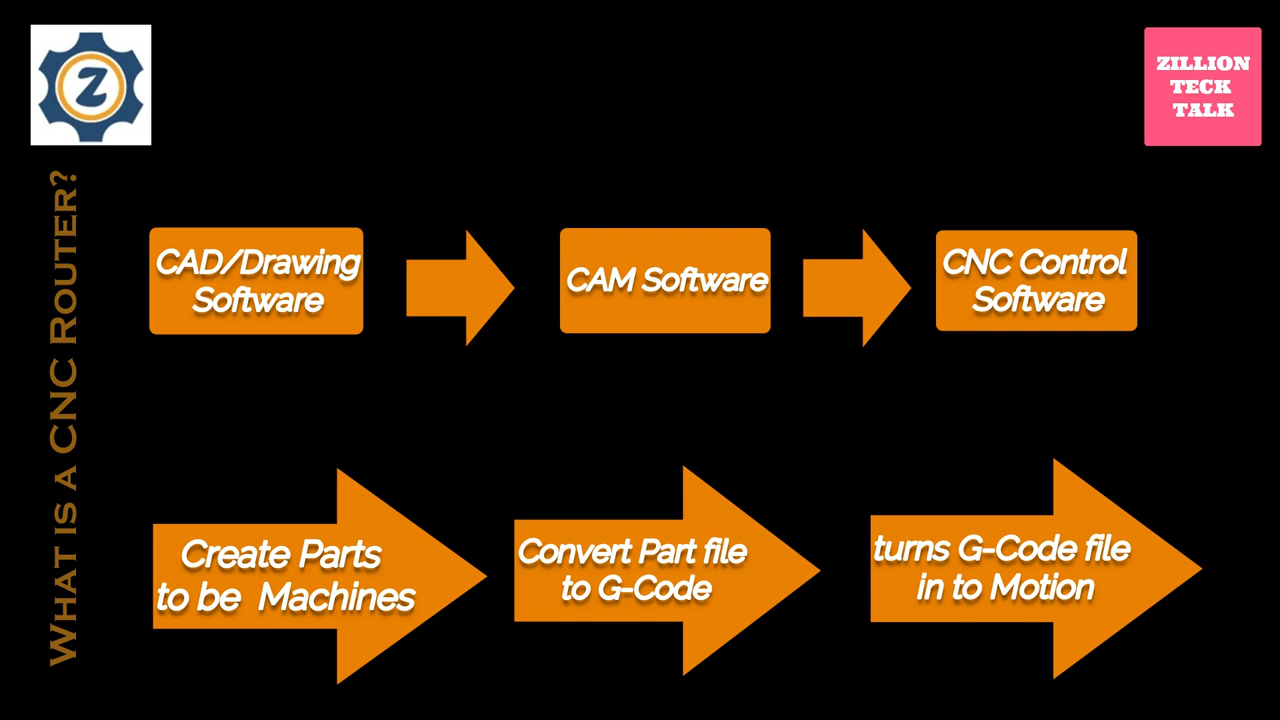 Z
ZILLION
TECK
TALK
WHAT IS A CNC ROUTER?
CAD/Drawing
Software
CAM Software
CNC Control
Software
Create Parts
to be Machines
Convert Part file
to G-Code
turns G-Code file
in to Motion